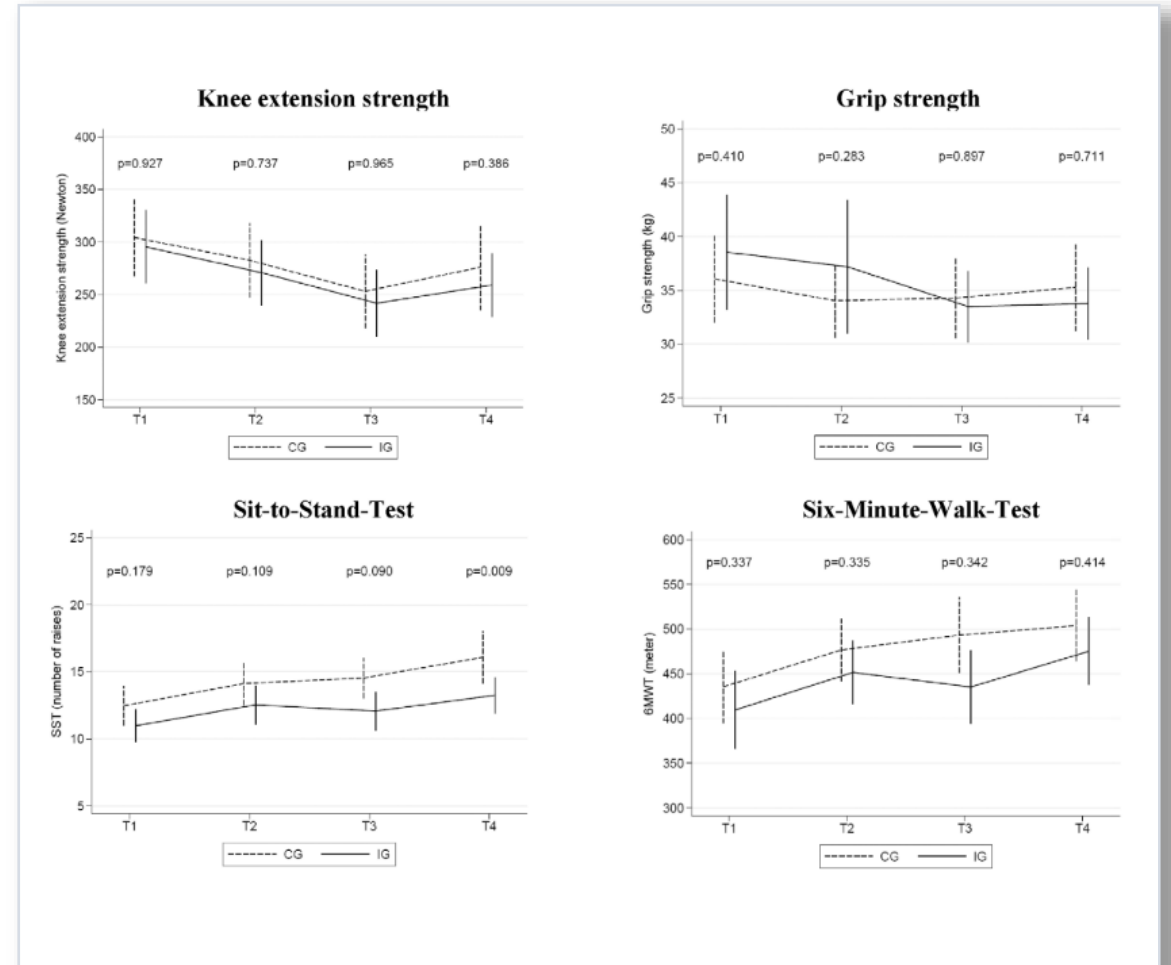 Knee extension strength
Knee extension strength (Newton)
400
350
300
250
200
150
p=0.927 p=0.737 p=0.965 p=0.386
T1 T2 T3 T4
CG IG
Grip strength
Grip strength (kg)
50
45
40
35
30
25
p=0.410 p=0.283 p=0.897 p=0.711
T1 T2 T3 T4
CG IG
Sit-to-Stand-Test
SST (number of raises)
25
20
15
10
5
p=0.179 p=0.109 p=0.090 p=0.009
T1 T2 T3 T4
CG IG
Six-Minute-Walk-Test
6MWT (meter)
600
550
500
450
400
350
300
p=0.337 p=0.335 p=0.342 p=0.414
T1 T2 T3 T4
CG IG